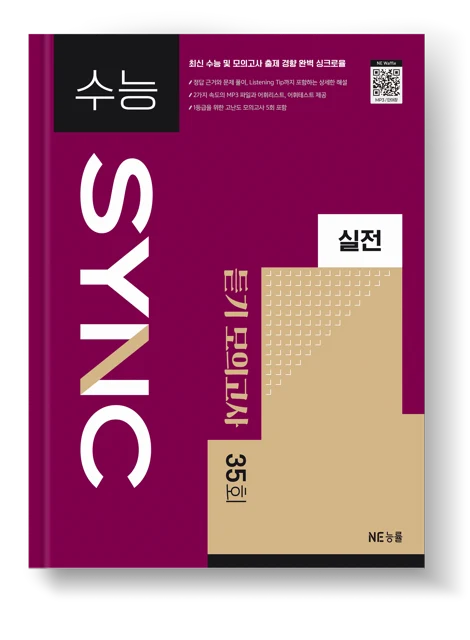 수능
최신 수능 및 모의고사 출제 경향 완벽 싱크로율
✓정답 근거와 문제 풀이, Listening Tip까지 포함하는 상세한 해설
✓2가지 속도의 MP3 파일과 어휘리스트, 어휘테스트 제공
✓1등급을 위한 고난도 모의고사 5회 포함
NE Waffle
SYNC
실전
듣기 모의고사
35회
NE능률